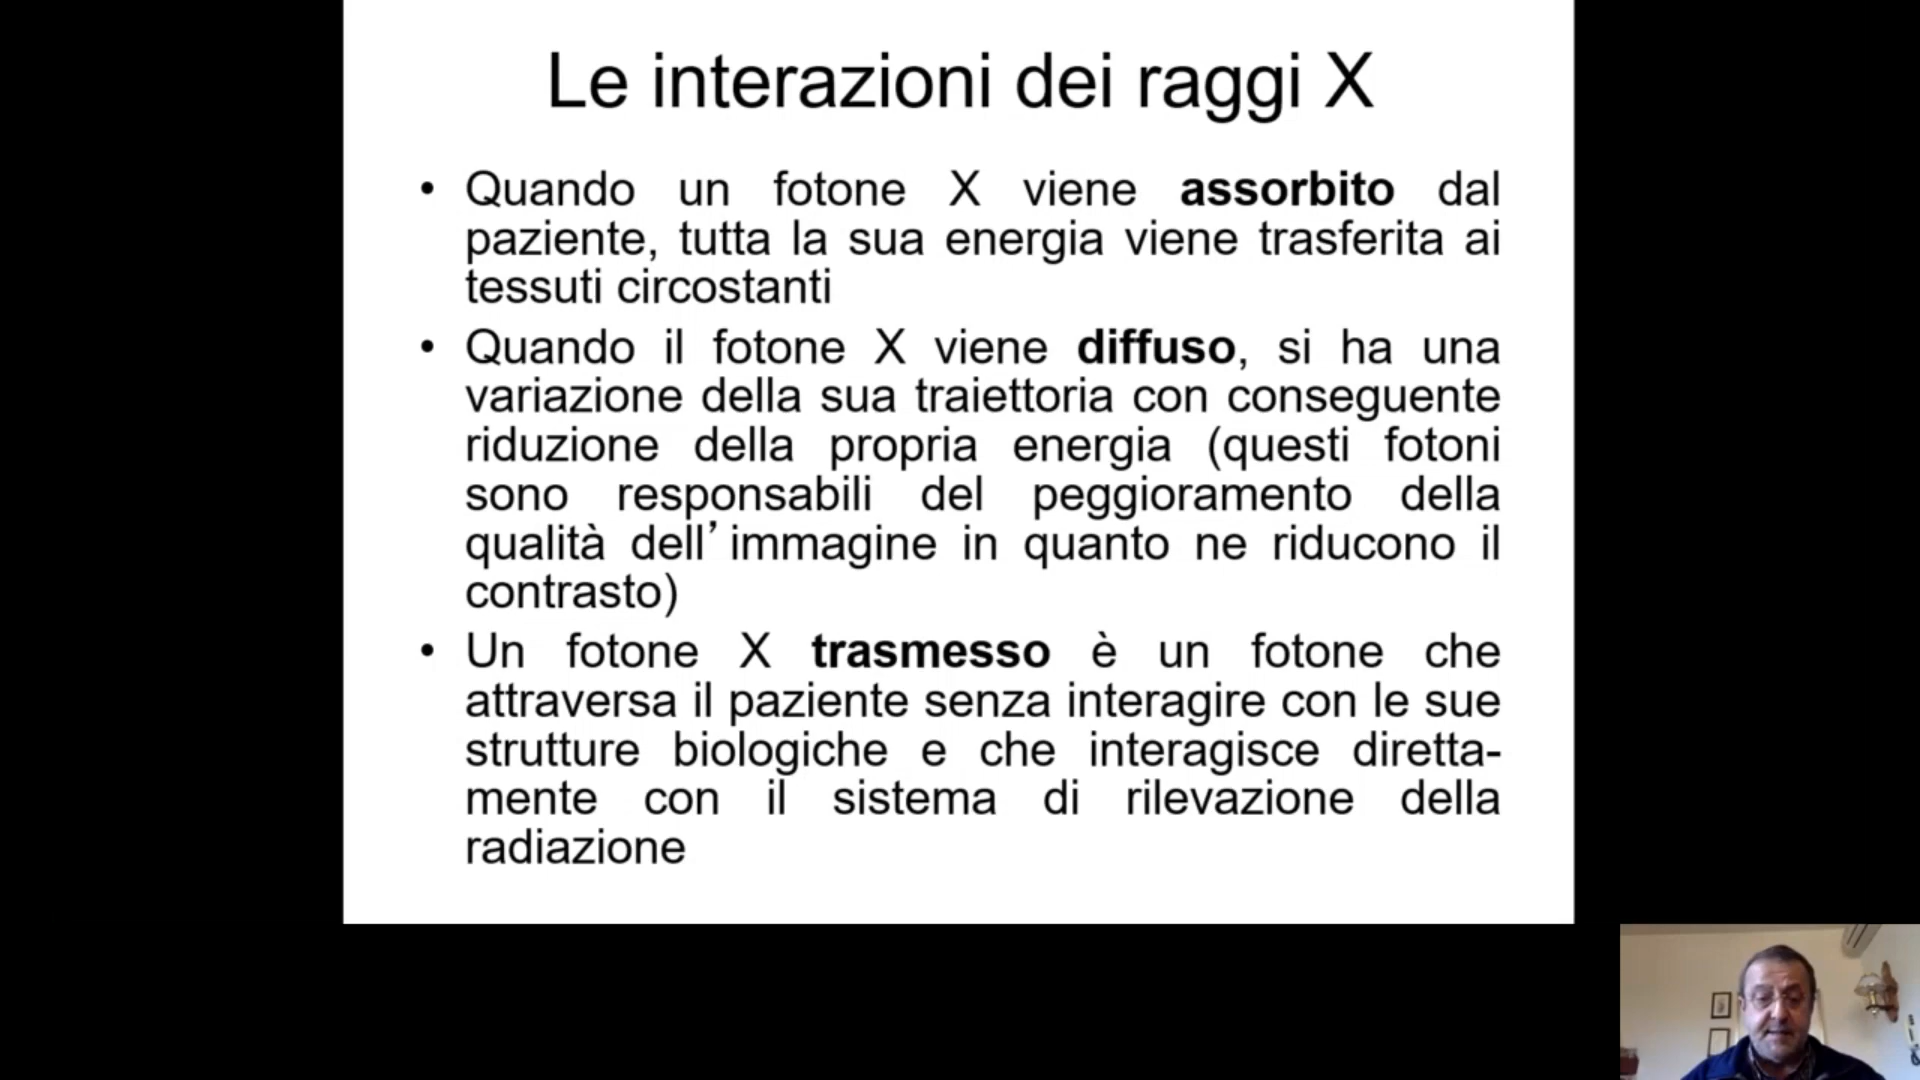 Le interazioni dei raggi X
• Quando un fotone X viene assorbito dal
paziente, tutta la sua energia viene trasferita ai
tessuti circostanti
• Quando il fotone X viene diffuso, si ha una
variazione della sua traiettoria con conseguente
riduzione della propria energia (questi fotoni
sono responsabili del peggioramento della
qualità dell’immagine in quanto ne riducono il
contrasto)
• Un fotone X trasmesso è un fotone che
attraversa il paziente senza interagire con le sue
strutture biologiche e che interagisce diretta-
mente con il sistema di rilevazione della
radiazione